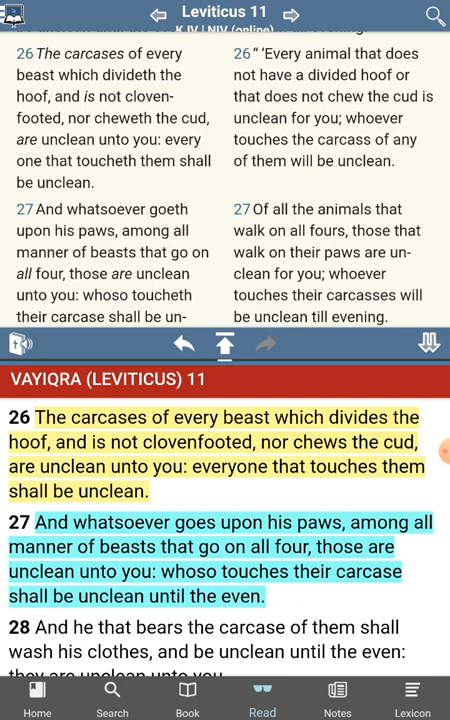 Leviticus 11
KJV | NIV (online)
26 The carcases of every
beast which divideth the
hoof, and is not cloven-
footed, nor cheweth the cud,
are unclean unto you: every
one that toucheth them shall
be unclean.
27 And whatsoever goeth
upon his paws, among all
manner of beasts that go on
all four, those are unclean
unto you: whoso toucheth
their carcase shall be un-
26 “ ‘Every animal that does
not have a divided hoof or
that does not chew the cud is
unclean for you; whoever
touches the carcass of any
of them will be unclean.
27 Of all the animals that
walk on all fours, those that
walk on their paws are un-
clean for you; whoever
touches their carcasses will
be unclean till evening.
VAYIQRA (LEVITICUS) 11
26 The carcases of every beast which divides the
hoof, and is not clovenfooted, nor chews the cud,
are unclean unto you: everyone that touches them
shall be unclean.
27 And whatsoever goes upon his paws, among all
manner of beasts that go on all four, those are
unclean unto you: whoso touches their carcase
shall be unclean until the even.
28 And he that bears the carcase of them shall
wash his clothes, and be unclean until the even:
they are unclean unto you
Home
Search
Book
Read
Notes
Lexicon